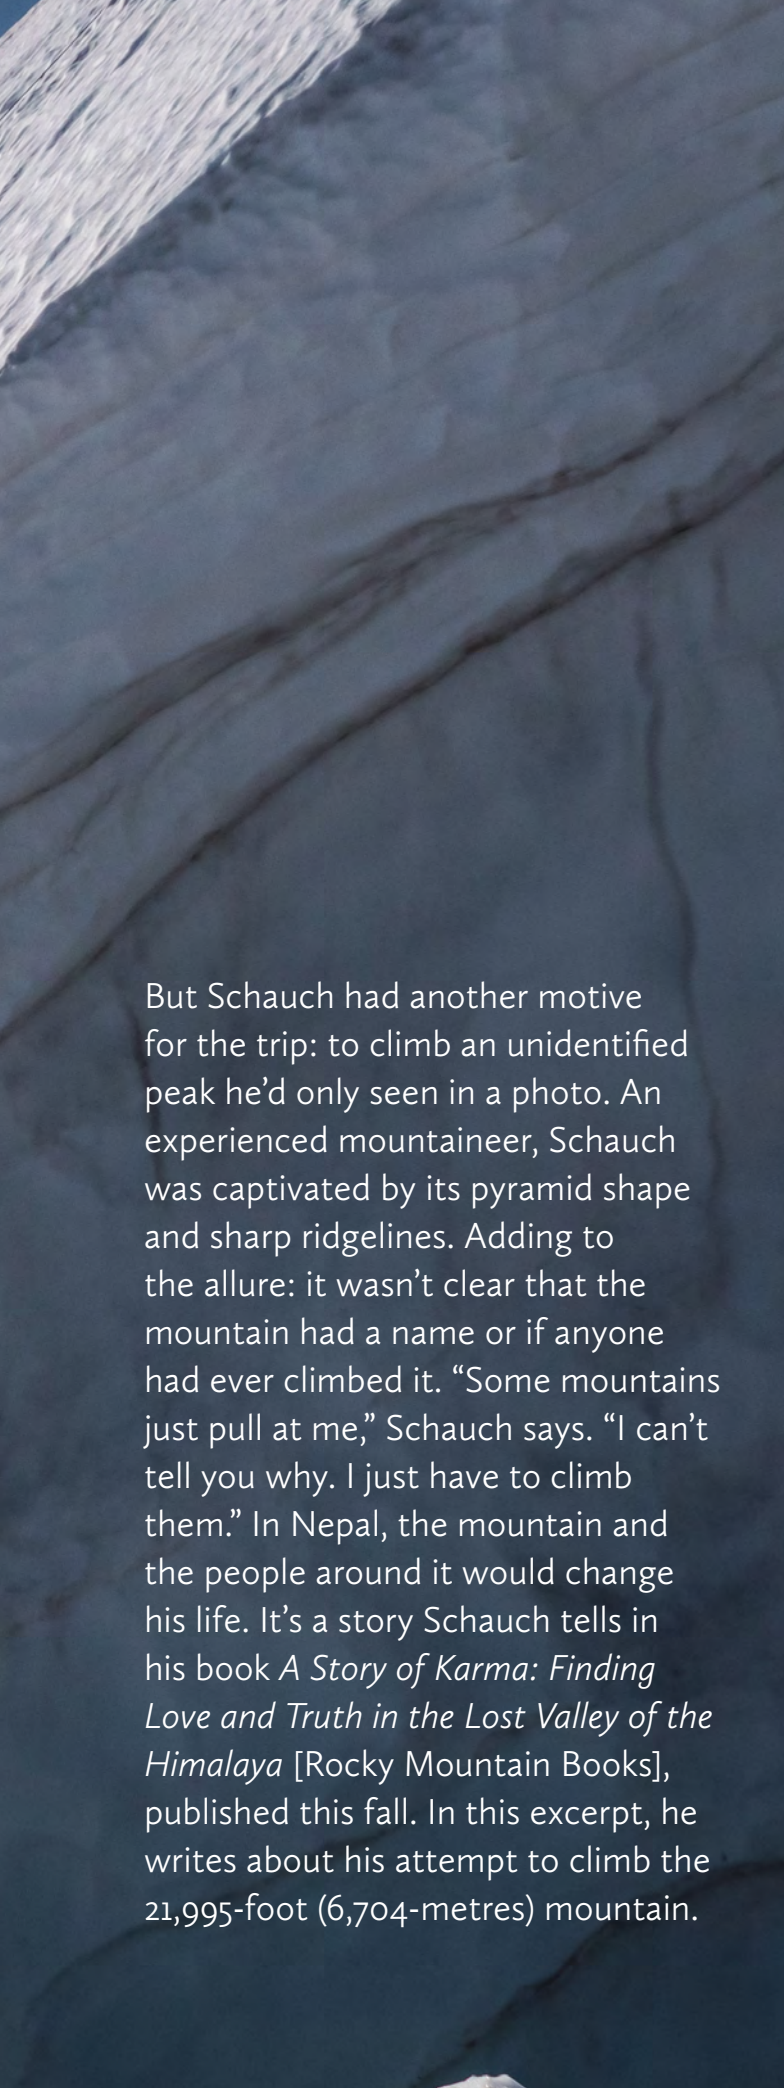 But Schauch had another motive
for the trip: to climb an unidentified
peak he’d only seen in a photo. An
experienced mountaineer, Schauch
was captivated by its pyramid shape
and sharp ridgelines. Adding to
the allure: it wasn’t clear that the
mountain had a name or if anyone
had ever climbed it. “Some mountains
just pull at me,” Schauch says. “I can’t
tell you why. I just have to climb
them.” In Nepal, the mountain and
the people around it would change
his life. It’s a story Schauch tells in
his book A Story of Karma: Finding
Love and Truth in the Lost Valley of the
Himalaya [Rocky Mountain Books],
published this fall. In this excerpt, he
writes about his attempt to climb the
21,995-foot (6,704-metres) mountain.